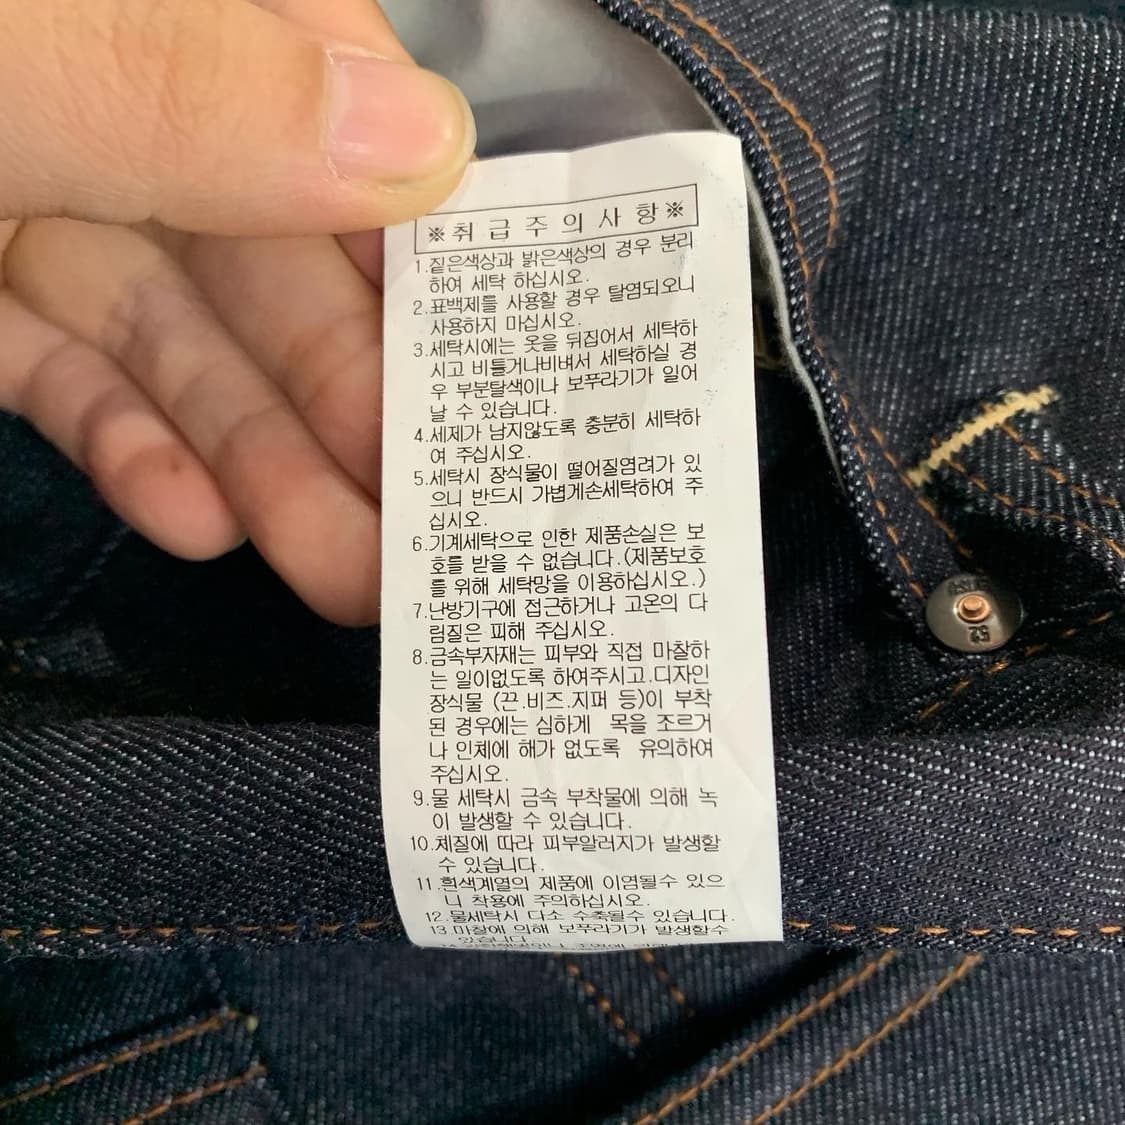 ※취 급 주 의 사 항※
1.짙은색상과 밝은색상의 경우 분리
하여 세탁 하십시오.
2.표백제를 사용할 경우 탈염되오니
사용하지 마십시오.
3.세탁시에는 옷을 뒤집어서 세탁하
시고 비틀거나비벼서 세탁하실 경
우 부분탈색이나 보푸라기가 일어
날 수 있습니다.
4.세제가 남지않도록 충분히 세탁하
여 주십시오.
5.세탁시 장식물이 떨어질염려가 있
으니 반드시 가볍게손세탁하여 주
십시오.
6.기계세탁으로 인한 제품손실은 보
호를 받을 수 없습니다.(제품보호
를 위해 세탁망을 이용하십시오.)
7.난방기구에 접근하거나 고온의 다
림질은 피해 주십시오.
8.금속부자재는 피부와 직접 마찰하
는 일이없도록 하여주시고.디자인
장식물 (끈.비즈.지퍼 등)이 부착
된 경우에는 심하게 목을 조르거
나 인체에 해가 없도록 유의하여
주십시오.
9.물 세탁시 금속 부착물에 의해 녹
이 발생할 수 있습니다.
10.체질에 따라 피부알러지가 발생할
수 있습니다.
11.흰색계열의 제품에 이염될수 있으
니 착용에 주의하십시오.
12.물세탁시 다소 수축될수 있습니다.
13 마찰에 의해 보푸라기가 발생할수
있습니다